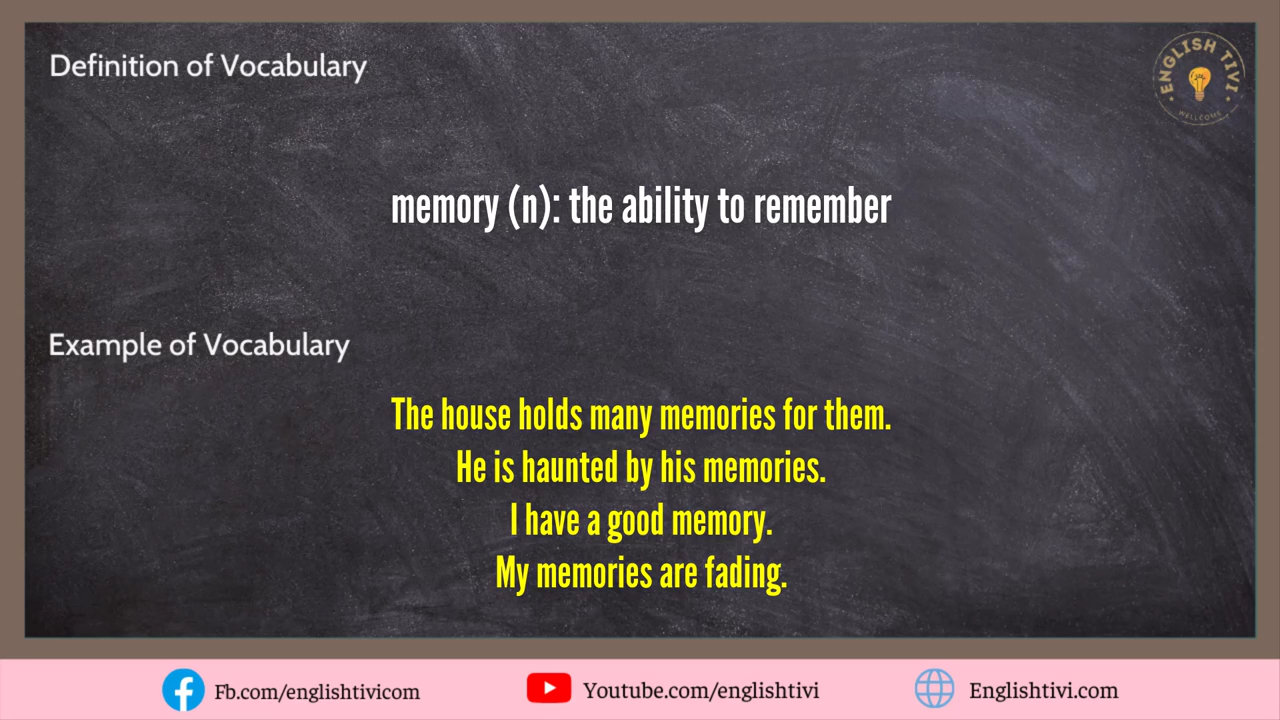 Definition of Vocabulary
ENGLISH TIVI
WELLCOME
memory (n): the ability to remember
Example of Vocabulary
The house holds many memories for them.
He is haunted by his memories.
I have a good memory.
My memories are fading.
Fb.com/englishtivicom
Youtube.com/englishtivi
Englishtivi.com